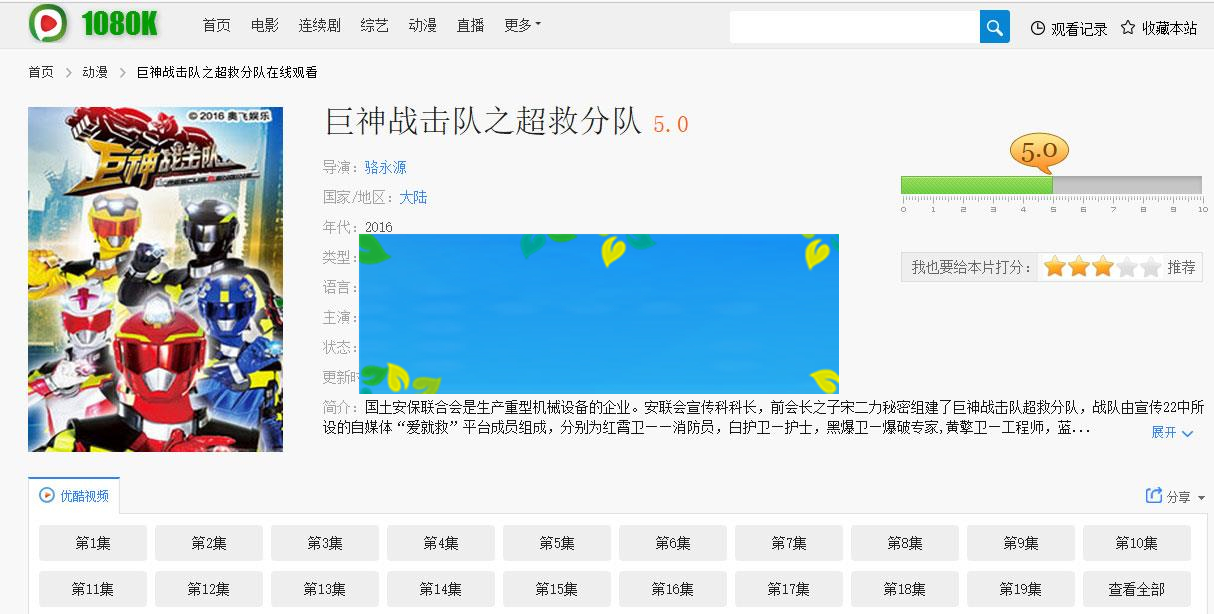 1080K
首页 电影 连续剧 综艺 动漫 直播 更多
观看记录 收藏本站
首页 > 动漫 > 巨神战击队之超救分队在线观看
©2016 奥飞娱乐
巨神战击队
巨神战击队之超救分队 5.0
导演：骆永源
国家/地区：大陆
年代：2016
类型：
语言：
主演：
状态：
更新时
简介：国土安保联合会是生产重型机械设备的企业。安联会宣传科科长，前会长之子宋二力秘密组建了巨神战击队超救分队，战队由宣传22中所
设的自媒体“爱就救”平台成员组成，分别为红霄卫——消防员，白护卫—护士，黑爆卫—爆破专家,黄擎卫—工程师，蓝...
展开
5.0
0 1 2 3 4 5 6 7 8 9 10
我也要给本片打分： 推荐
优酷视频
分享
第1集 第2集 第3集 第4集 第5集 第6集 第7集 第8集 第9集 第10集
第11集 第12集 第13集 第14集 第15集 第16集 第17集 第18集 第19集 查看全部